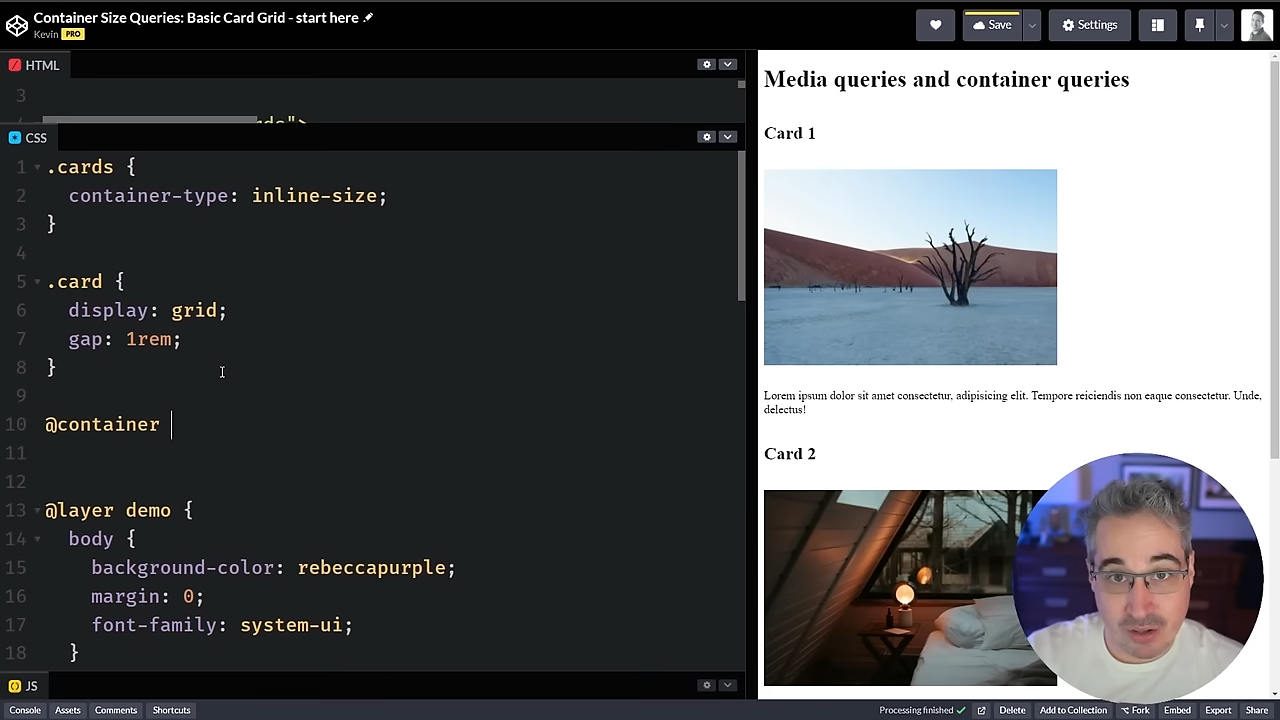 Container Size Queries: Basic Card Grid - start here
Kevin PRO
Save
Settings
HTML
3
CSS
1 .cards {
2 container-type: inline-size;
3 }
4
5 .card {
6 display: grid;
7 gap: 1rem;
8 }
9
10 @container
11
12
13 @layer demo {
14 body {
15 background-color: rebeccapurple;
16 margin: 0;
17 font-family: system-ui;
18 }
JS
Console Assets Comments Shortcuts
Media queries and container queries
Card 1
Lorem ipsum dolor sit amet consectetur, adipisicing elit. Tempore reiciendis non eaque consectetur. Unde,
delectus!
Card 2
Processing finished Delete Add to Collection Fork Embed Export Share